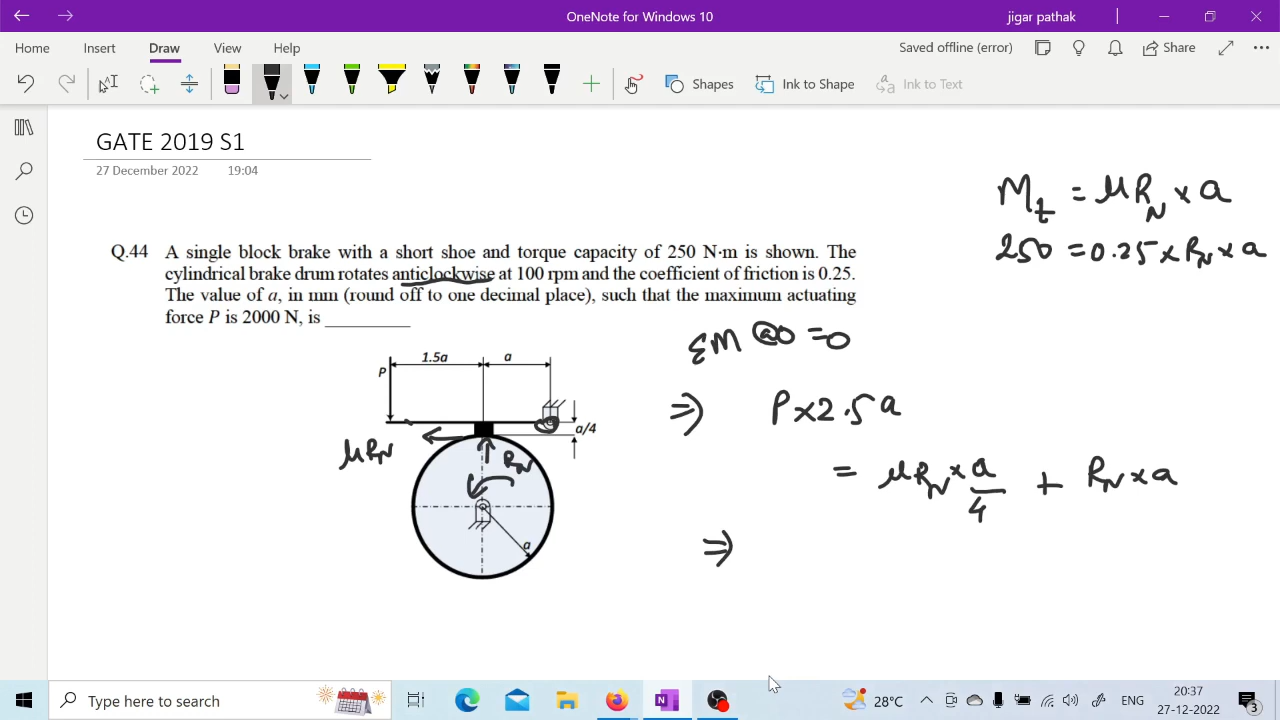 OneNote for Windows 10
jigar pathak
Home Insert Draw View Help
Saved offline (error)
Share
Shapes
Ink to Shape
Ink to Text
GATE 2019 S1
27 December 2022 19:04
Mt = μRN × a
250 = 0.25 × RN × a
Q.44 A single block brake with a short shoe and torque capacity of 250 N·m is shown. The
cylindrical brake drum rotates anticlockwise at 100 rpm and the coefficient of friction is 0.25.
The value of a, in mm (round off to one decimal place), such that the maximum actuating
force P is 2000 N, is
ΣM @O = 0
1.5a a
P
a/4
μRN
RN
a
⇒ P×2.5a
= μRN × a/4 + RN × a
⇒
Type here to search
28°C
ENG
20:37
27-12-2022
3